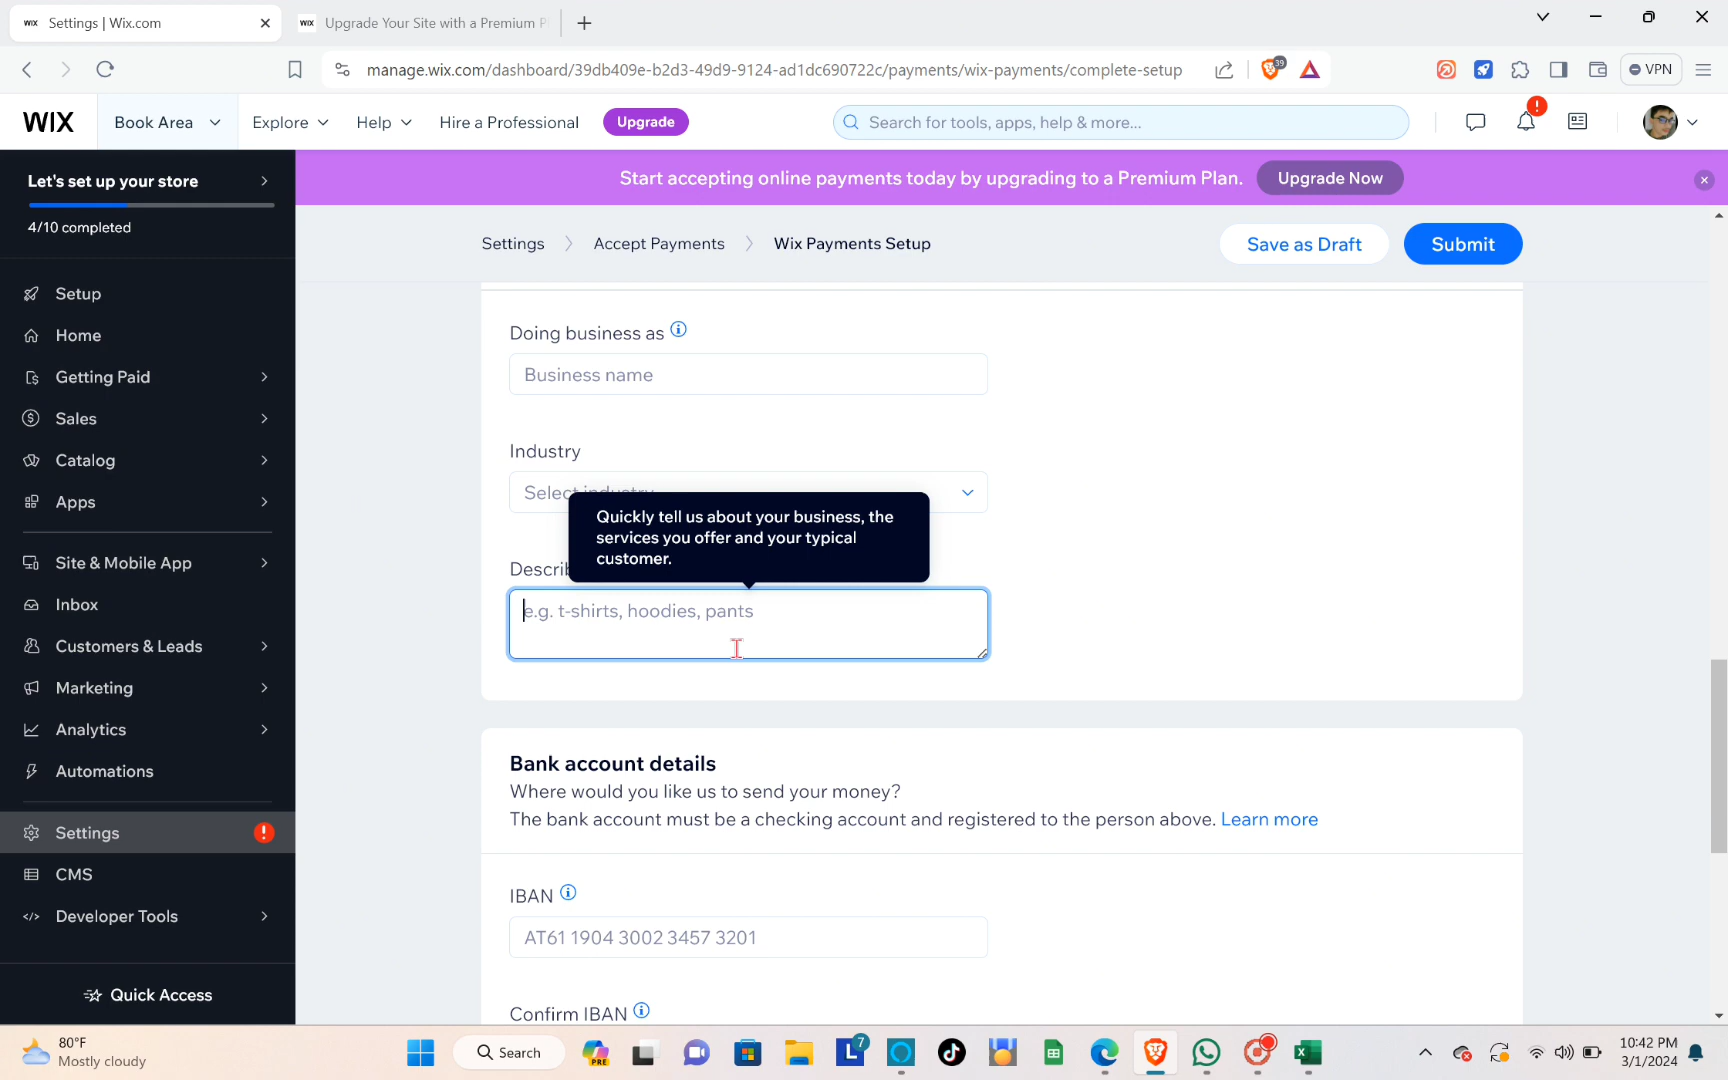 WIX Settings | Wix.com
WIX Upgrade Your Site with a Premium P
manage.wix.com/dashboard/39db409e-b2d3-49d9-9124-ad1dc690722c/payments/wix-payments/complete-setup
39
VPN
WIX
Book Area
Explore
Help
Hire a Professional
Upgrade
Search for tools, apps, help & more...
Let's set up your store
4/10 completed
Start accepting online payments today by upgrading to a Premium Plan.
Upgrade Now
Settings
Accept Payments
Wix Payments Setup
Save as Draft
Submit
Setup
Home
Getting Paid
Sales
Catalog
Apps
Site & Mobile App
Inbox
Customers & Leads
Marketing
Analytics
Automations
Settings
CMS
Developer Tools
Quick Access
Doing business as
Business name
Industry
Select industry
Quickly tell us about your business, the
services you offer and your typical
customer.
Describ
e.g. t-shirts, hoodies, pants
Bank account details
Where would you like us to send your money?
The bank account must be a checking account and registered to the person above. Learn more
IBAN
AT61 1904 3002 3457 3201
Confirm IBAN
80°F
Mostly cloudy
Search
PRE
L
7
10:42 PM
3/1/2024